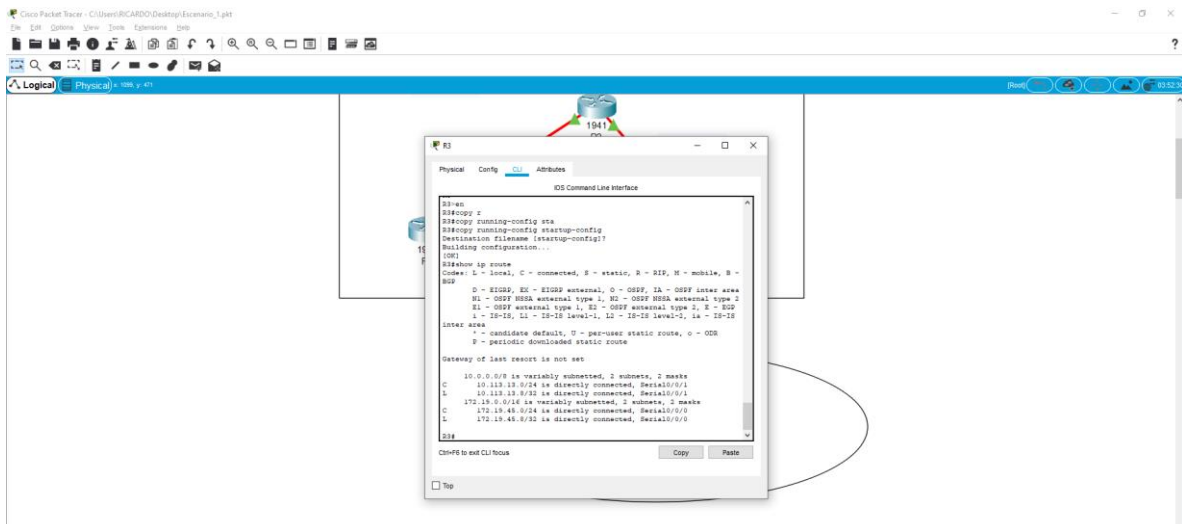 Cisco Packet Tracer - C:\Users\RICARDO\Desktop\Escenario_1.pkt
File Edit Options View Tools Extensions Help
?
Logical Physical x: 1099, y: 471
[Root] 03:52:30
1941
R3
Physical Config CLI Attributes
IOS Command Line Interface
R3>en
R3#copy r
R3#copy running-config sta
R3#copy running-config startup-config
Destination filename [startup-config]?
Building configuration...
[OK]
R3#show ip route
Codes: L - local, C - connected, S - static, R - RIP, M - mobile, B -
BGP
D - EIGRP, EX - EIGRP external, O - OSPF, IA - OSPF inter area
N1 - OSPF NSSA external type 1, N2 - OSPF NSSA external type 2
E1 - OSPF external type 1, E2 - OSPF external type 2, E - EGP
i - IS-IS, L1 - IS-IS level-1, L2 - IS-IS level-2, ia - IS-IS
inter area
* - candidate default, U - per-user static route, o - ODR
P - periodic downloaded static route
Gateway of last resort is not set
10.0.0.0/8 is variably subnetted, 2 subnets, 2 masks
C 10.113.13.0/24 is directly connected, Serial0/0/1
L 10.113.13.8/32 is directly connected, Serial0/0/1
172.19.0.0/16 is variably subnetted, 2 subnets, 2 masks
C 172.19.45.0/24 is directly connected, Serial0/0/0
L 172.19.45.8/32 is directly connected, Serial0/0/0
R3#
Ctrl+F6 to exit CLI focus
Copy Paste
Top